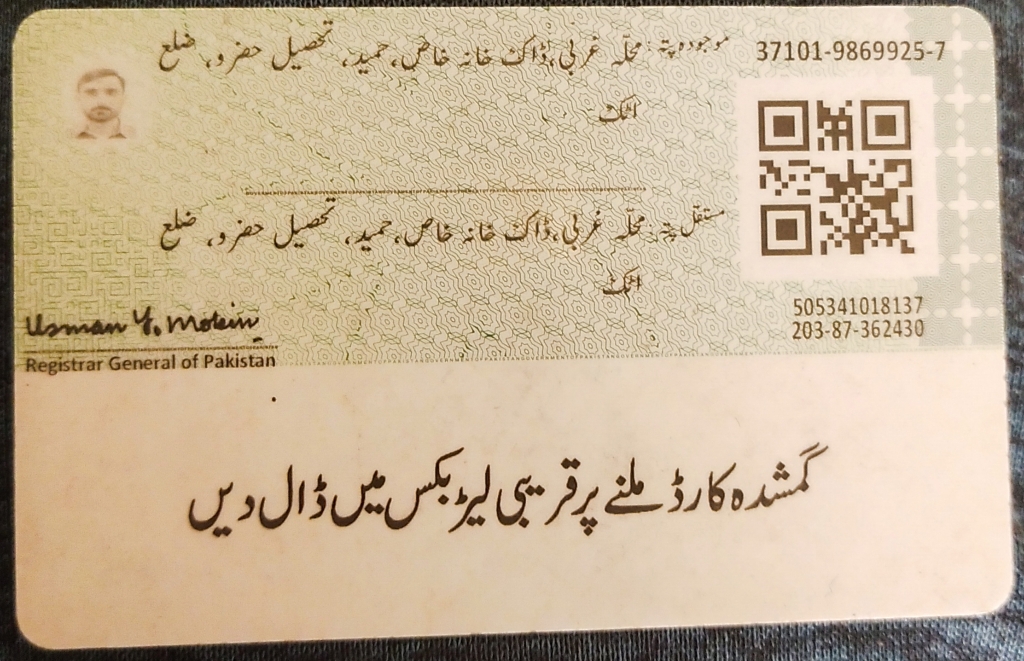 37101-9869925-7
موجودہ پتہ: محلہ غربی، ڈاک خانہ خاص، حمید، تحصیل حضرو، ضلع
اٹک
مستقل پتہ: محلہ غربی، ڈاک خانہ خاص، حمید، تحصیل حضرو، ضلع
اٹک
505341018137
203-87-362430
Usman Y. Mobin
Registrar General of Pakistan
گمشدہ کارڈ ملنے پر قریبی لیٹر بکس میں ڈال دیں